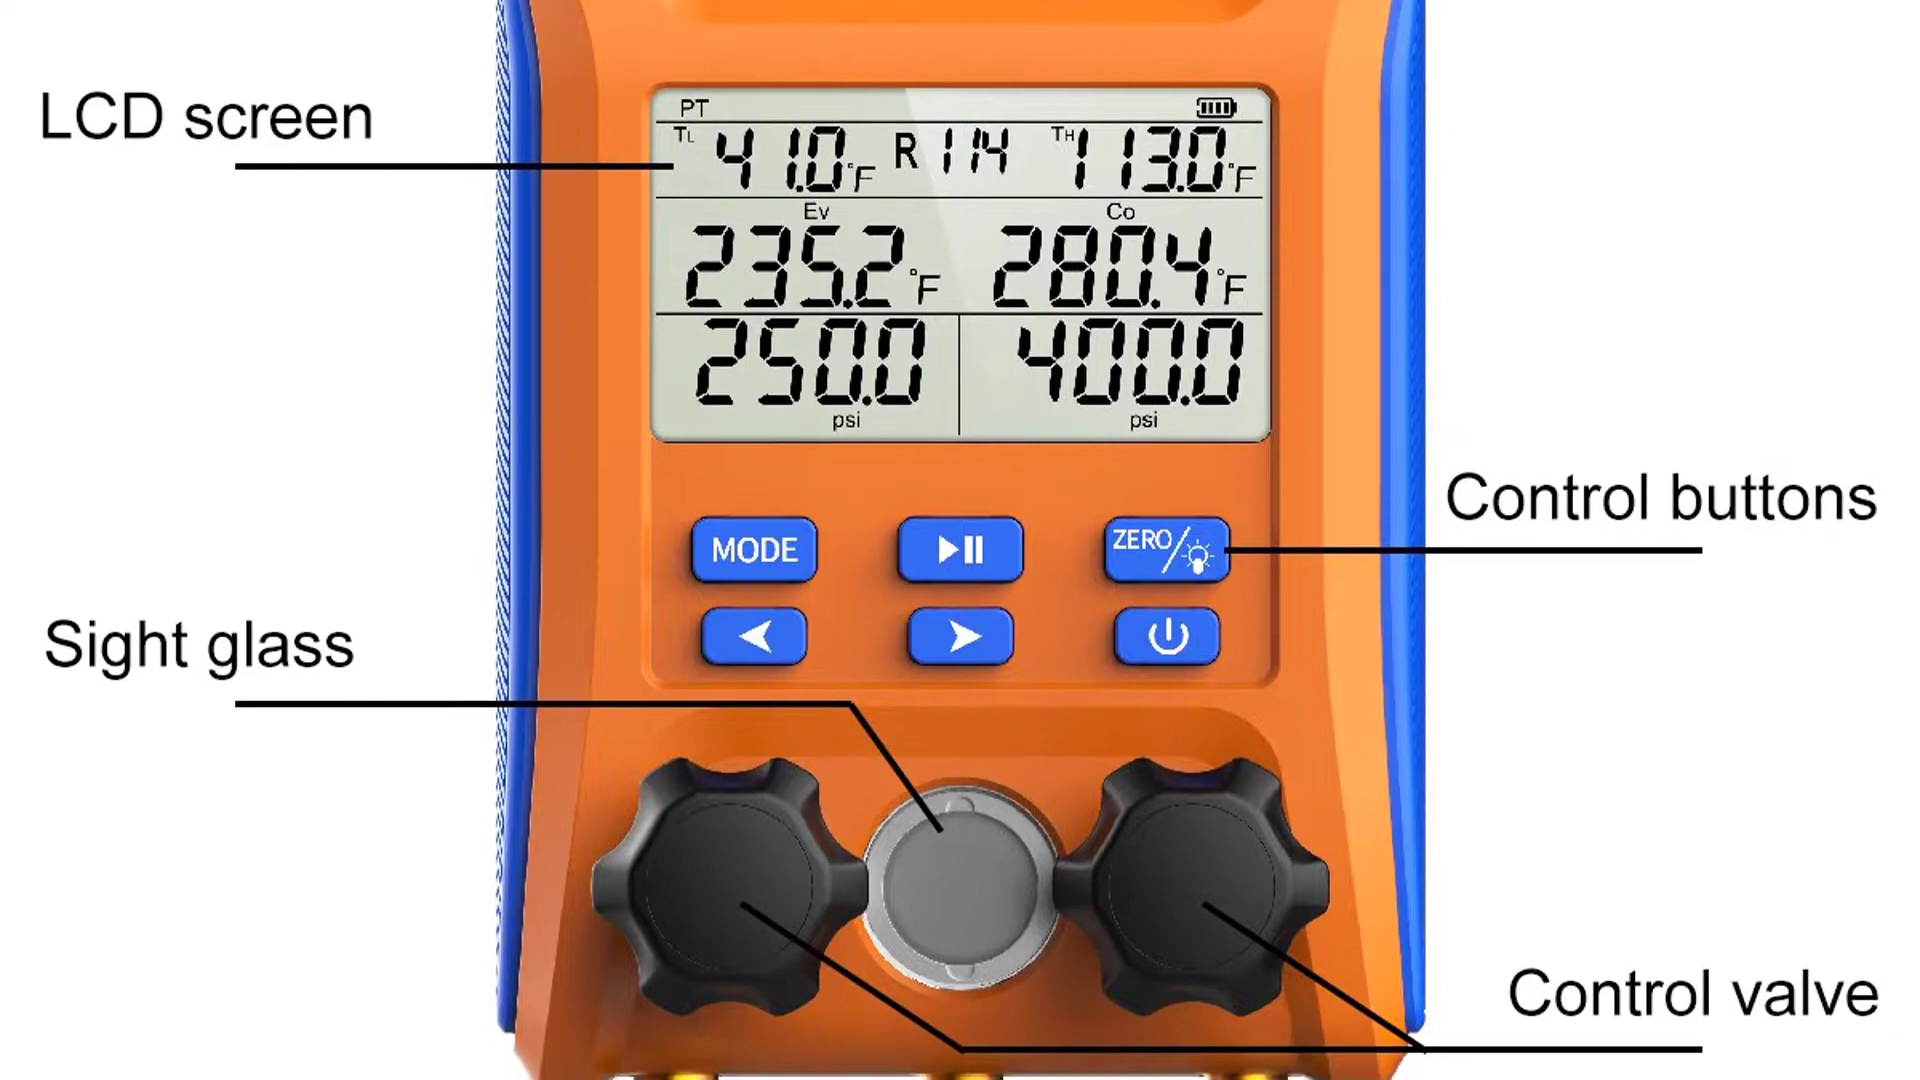 LCD screen
PT
TL 41.0°F R114 TH 113.0°F
Ev Co
235.2°F 280.4°F
250.0 400.0
psi psi
Control buttons
MODE ZERO/
Sight glass
Control valve